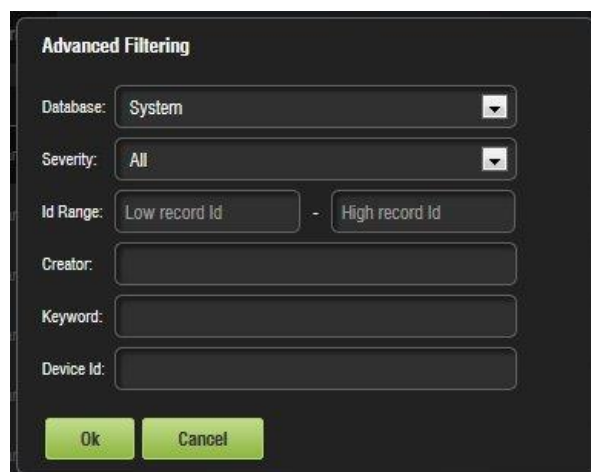 Advanced Filtering
Database: System
Severity: All
Id Range: Low record Id - High record Id
Creator:
Keyword:
Device Id:
Ok Cancel